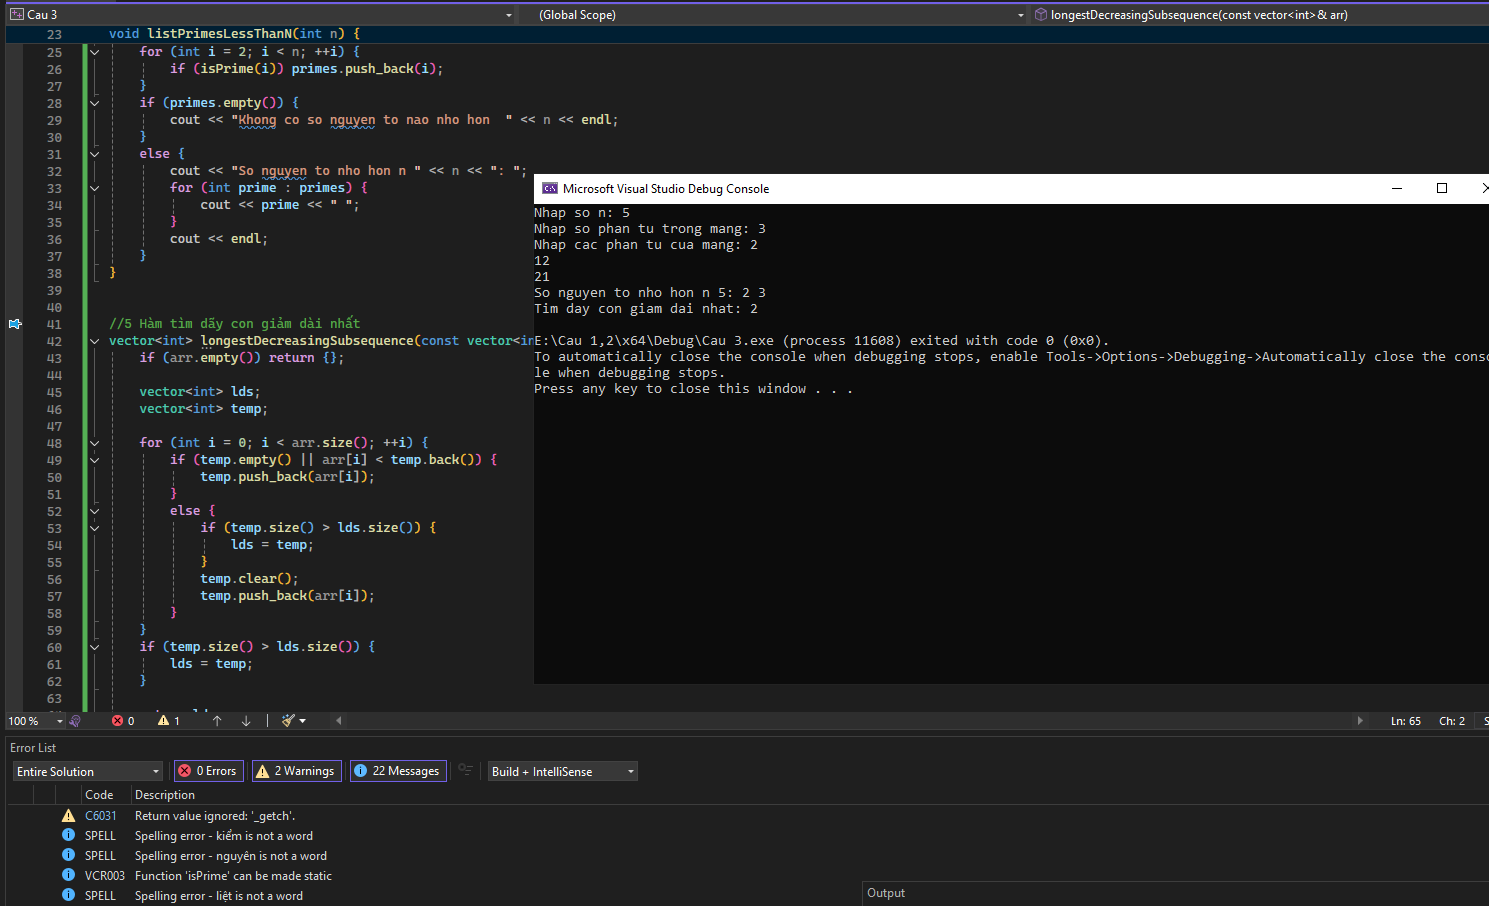 Cau 3 (Global Scope) longestDecreasingSubsequence(const vector<int>& arr)
23 void listPrimesLessThanN(int n) {
25 for (int i = 2; i < n; ++i) {
26 if (isPrime(i)) primes.push_back(i);
27 }
28 if (primes.empty()) {
29 cout << "Khong co so nguyen to nao nho hon  " << n << endl;
30 }
31 else {
32 cout << "So nguyen to nho hon n " << n << ": ";
33 for (int prime : primes) {
34 cout << prime << " ";
35 }
36 cout << endl;
37 }
38 }
39
40
41 //5 Hàm tìm dãy con giảm dài nhất
42 vector<int> longestDecreasingSubsequence(const vector<in
43 if (arr.empty()) return {};
44
45 vector<int> lds;
46 vector<int> temp;
47
48 for (int i = 0; i < arr.size(); ++i) {
49 if (temp.empty() || arr[i] < temp.back()) {
50 temp.push_back(arr[i]);
51 }
52 else {
53 if (temp.size() > lds.size()) {
54 lds = temp;
55 }
56 temp.clear();
57 temp.push_back(arr[i]);
58 }
59 }
60 if (temp.size() > lds.size()) {
61 lds = temp;
62 }
63
Microsoft Visual Studio Debug Console
Nhap so n: 5
Nhap so phan tu trong mang: 3
Nhap cac phan tu cua mang: 2
12
21
So nguyen to nho hon n 5: 2 3
Tim day con giam dai nhat: 2
E:\Cau 1,2\x64\Debug\Cau 3.exe (process 11608) exited with code 0 (0x0).
To automatically close the console when debugging stops, enable Tools->Options->Debugging->Automatically close the conso
le when debugging stops.
Press any key to close this window . . .
100 % 0 1 Ln: 65 Ch: 2 S
Error List
Entire Solution 0 Errors 2 Warnings 22 Messages Build + IntelliSense
Code Description
C6031 Return value ignored: '_getch'.
SPELL Spelling error - kiểm is not a word
SPELL Spelling error - nguyên is not a word
VCR003 Function 'isPrime' can be made static
SPELL Spelling error - liệt is not a word
Output